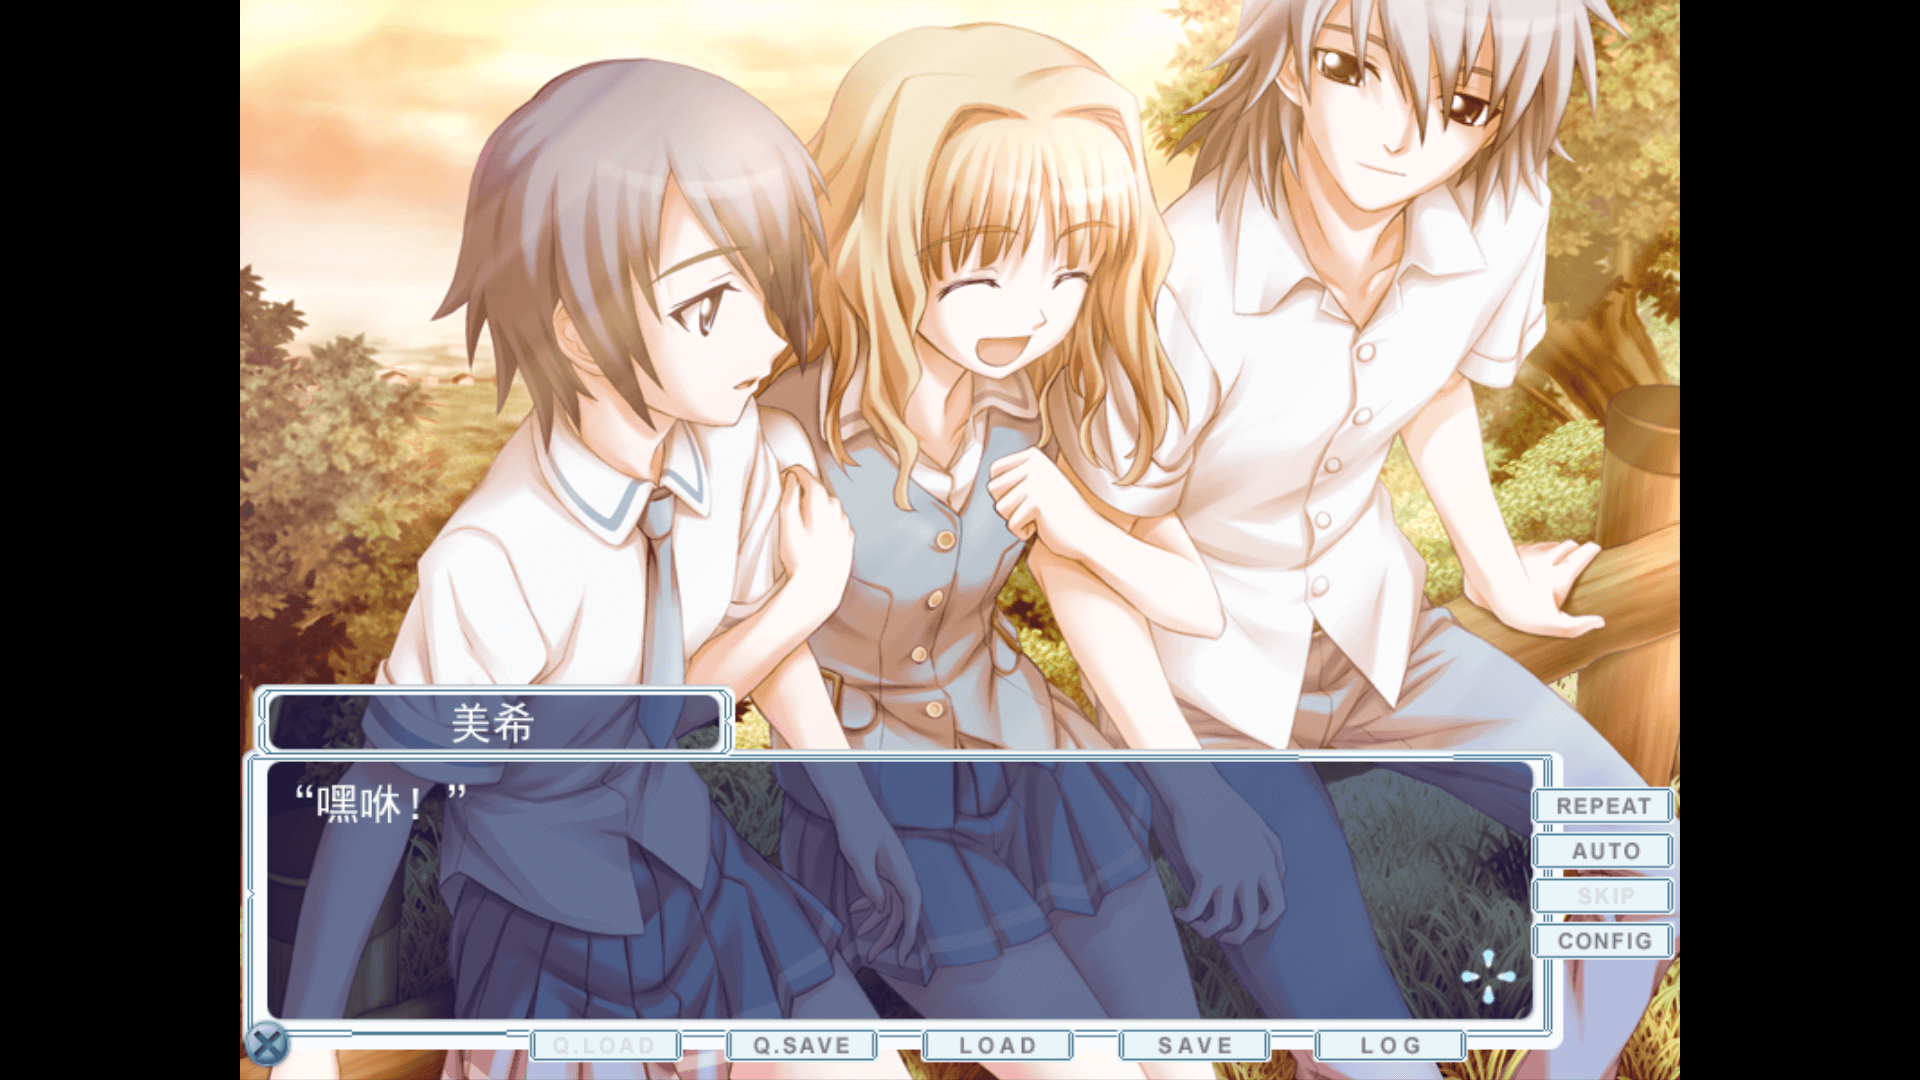 美希
“嘿咻！”
REPEAT
AUTO
SKIP
CONFIG
Q.LOAD
Q.SAVE
LOAD
SAVE
LOG